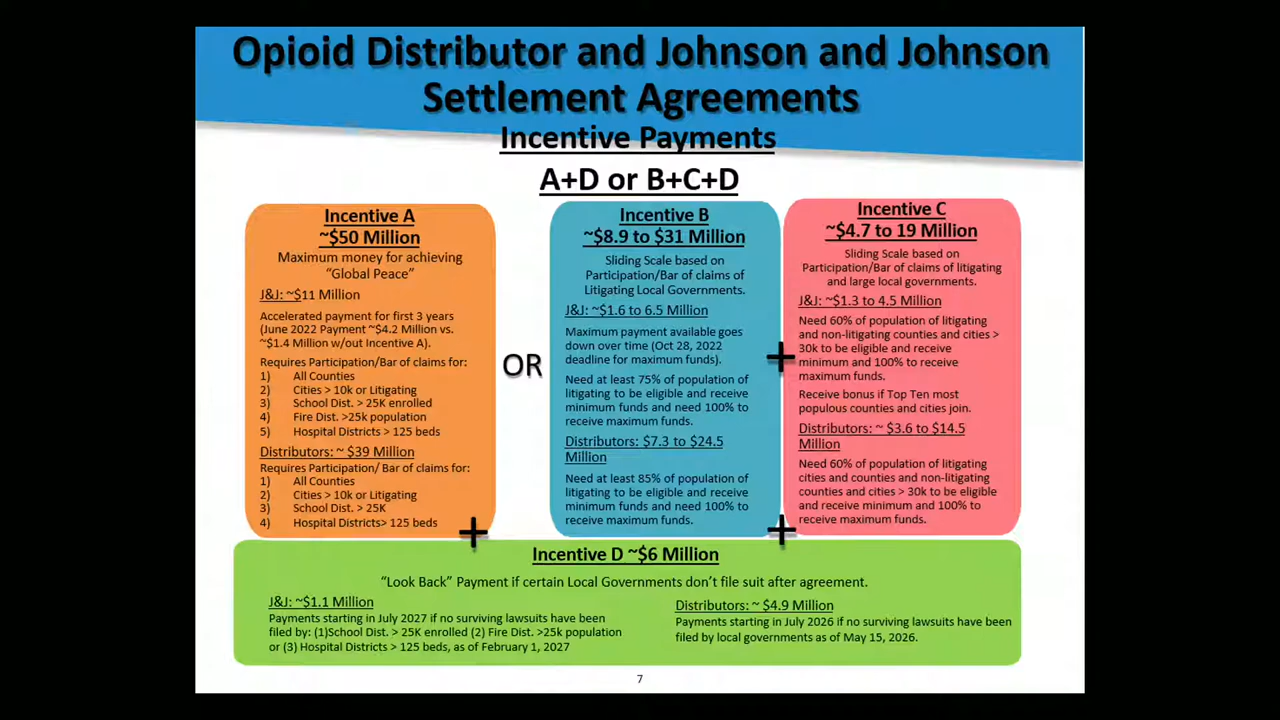 Opioid Distributor and Johnson and Johnson
Settlement Agreements
Incentive Payments
A+D or B+C+D
Incentive A
~$50 Million
Maximum money for achieving
“Global Peace”
J&J: ~$11 Million
Accelerated payment for first 3 years
(June 2022 Payment ~$4.2 Million vs.
~$1.4 Million w/out Incentive A).
Requires Participation/Bar of claims for:
1) All Counties
2) Cities > 10k or Litigating
3) School Dist. > 25K enrolled
4) Fire Dist. >25k population
5) Hospital Districts > 125 beds
Distributors: ~ $39 Million
Requires Participation/ Bar of claims for:
1) All Counties
2) Cities > 10k or Litigating
3) School Dist. > 25K
4) Hospital Districts> 125 beds
OR
Incentive B
~$8.9 to $31 Million
Sliding Scale based on
Participation/Bar of claims of
Litigating Local Governments.
J&J: ~$1.6 to 6.5 Million
Maximum payment available goes
down over time (Oct 28, 2022
deadline for maximum funds).
Need at least 75% of population of
litigating to be eligible and receive
minimum funds and need 100% to
receive maximum funds.
Distributors: $7.3 to $24.5
Million
Need at least 85% of population of
litigating to be eligible and receive
minimum funds and need 100% to
receive maximum funds.
+
Incentive C
~$4.7 to 19 Million
Sliding Scale based on
Participation/Bar of claims of litigating
and large local governments.
J&J: ~$1.3 to 4.5 Million
Need 60% of population of litigating
and non-litigating counties and cities >
30k to be eligible and receive
minimum and 100% to receive
maximum funds.
Receive bonus if Top Ten most
populous counties and cities join.
Distributors: ~ $3.6 to $14.5
Million
Need 60% of population of litigating
cities and counties and non-litigating
counties and cities > 30k to be eligible
and receive minimum and 100% to
receive maximum funds.
+ +
Incentive D ~$6 Million
“Look Back” Payment if certain Local Governments don’t file suit after agreement.
J&J: ~$1.1 Million
Payments starting in July 2027 if no surviving lawsuits have been
filed by: (1)School Dist. > 25K enrolled (2) Fire Dist. >25k population
or (3) Hospital Districts > 125 beds, as of February 1, 2027
Distributors: ~ $4.9 Million
Payments starting in July 2026 if no surviving lawsuits have been
filed by local governments as of May 15, 2026.
7